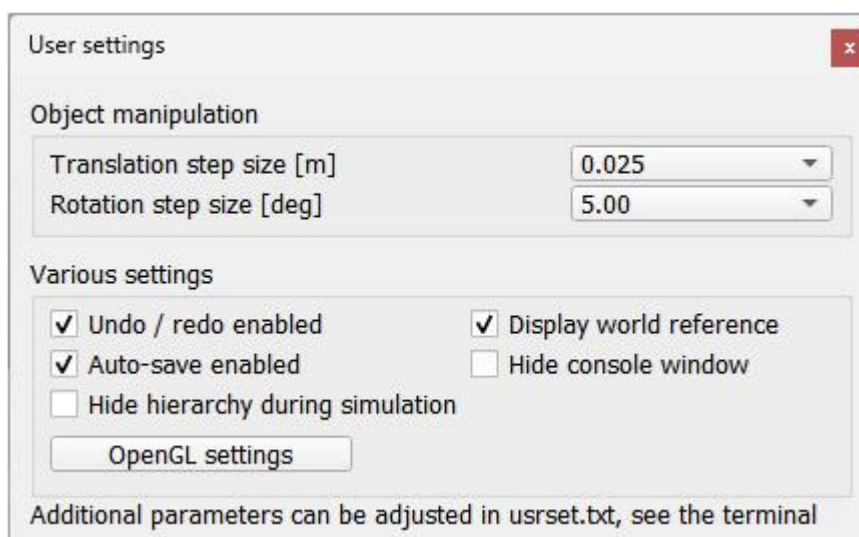 User settings
x
Object manipulation
Translation step size [m] 0.025
Rotation step size [deg] 5.00
Various settings
Undo / redo enabled Display world reference
Auto-save enabled Hide console window
Hide hierarchy during simulation
OpenGL settings
Additional parameters can be adjusted in usrset.txt, see the terminal